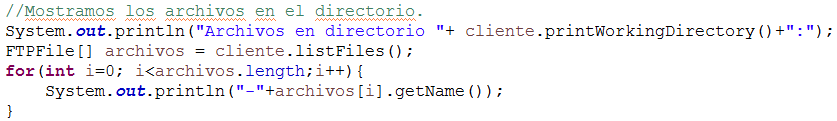 //Mostramos los archivos en el directorio.
System.out.println("Archivos en directorio "+ cliente.printWorkingDirectory()+":");
FTPFile[] archivos = cliente.listFiles();
for(int i=0; i<archivos.length;i++){
    System.out.println("-"+archivos[i].getName());
}